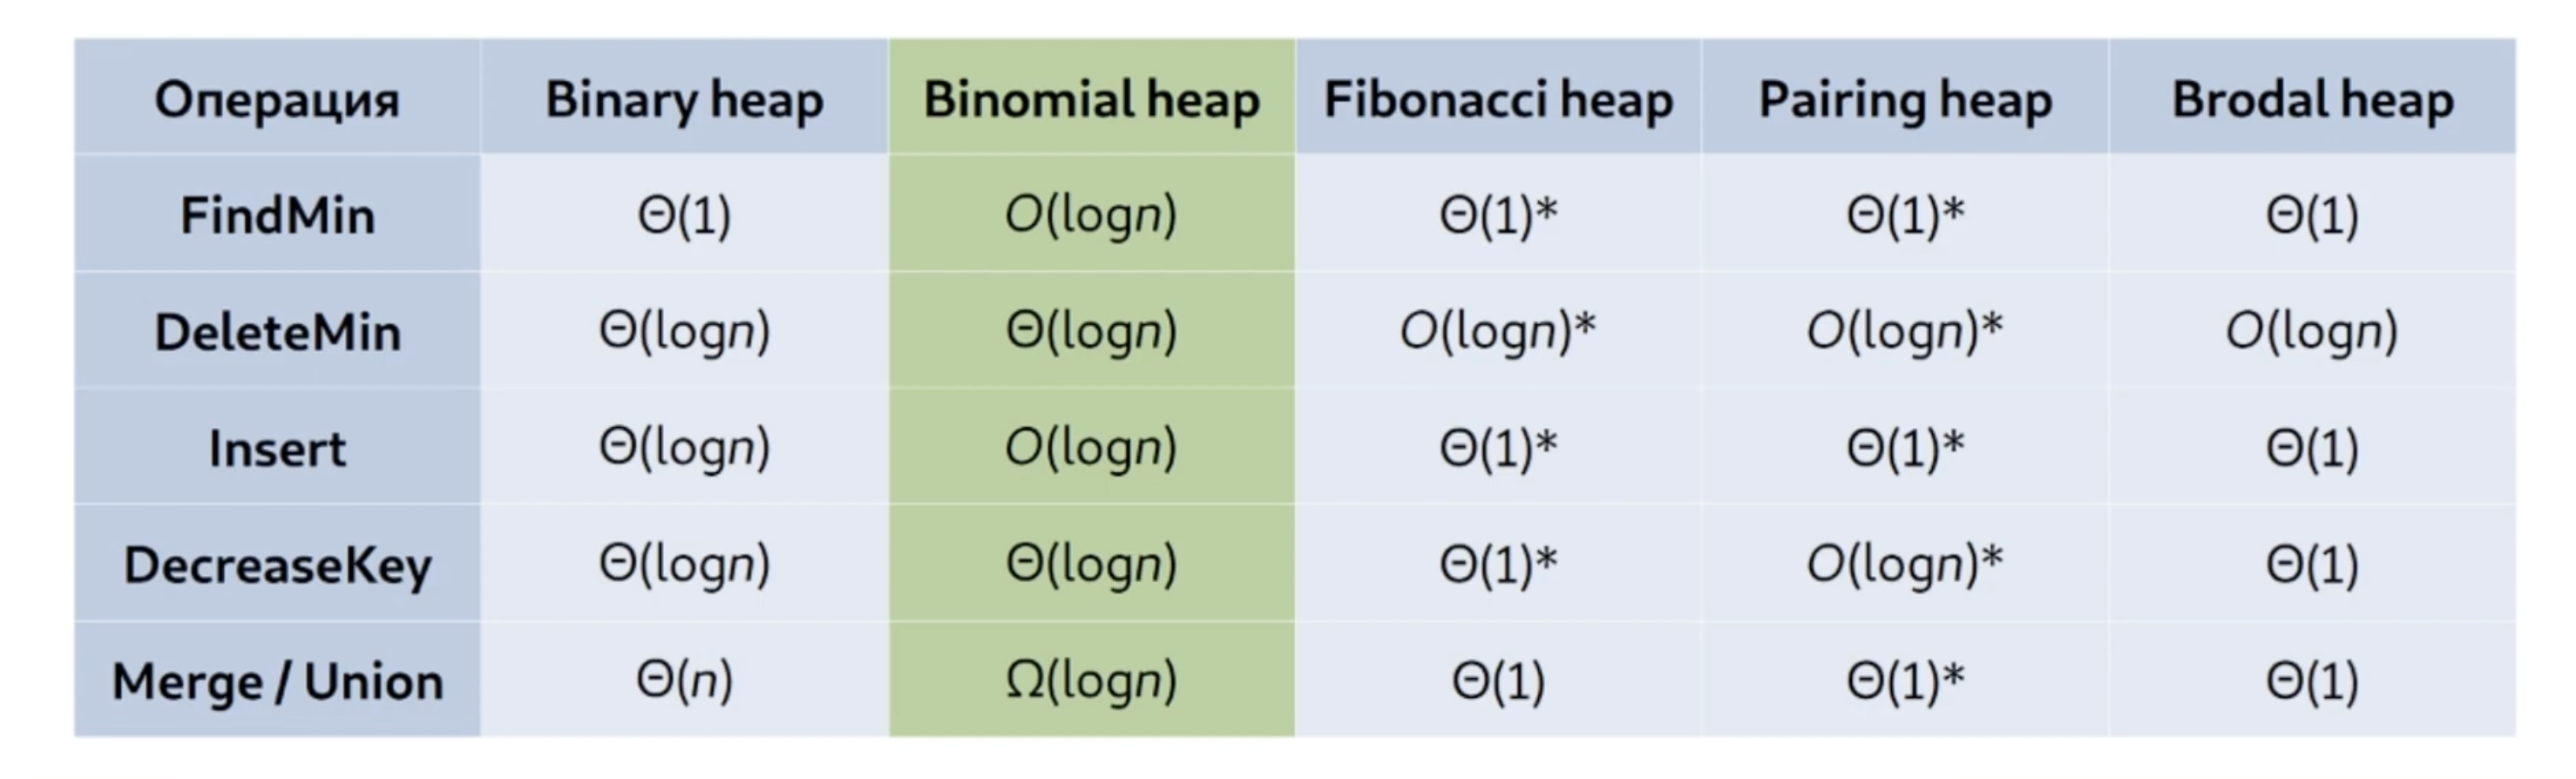 Операция Binary heap Binomial heap Fibonacci heap Pairing heap Brodal heap
FindMin Θ(1) O(logn) Θ(1)* Θ(1)* Θ(1)
DeleteMin Θ(logn) Θ(logn) O(logn)* O(logn)* O(logn)
Insert Θ(logn) O(logn) Θ(1)* Θ(1)* Θ(1)
DecreaseKey Θ(logn) Θ(logn) Θ(1)* O(logn)* Θ(1)
Merge / Union Θ(n) Ω(logn) Θ(1) Θ(1)* Θ(1)